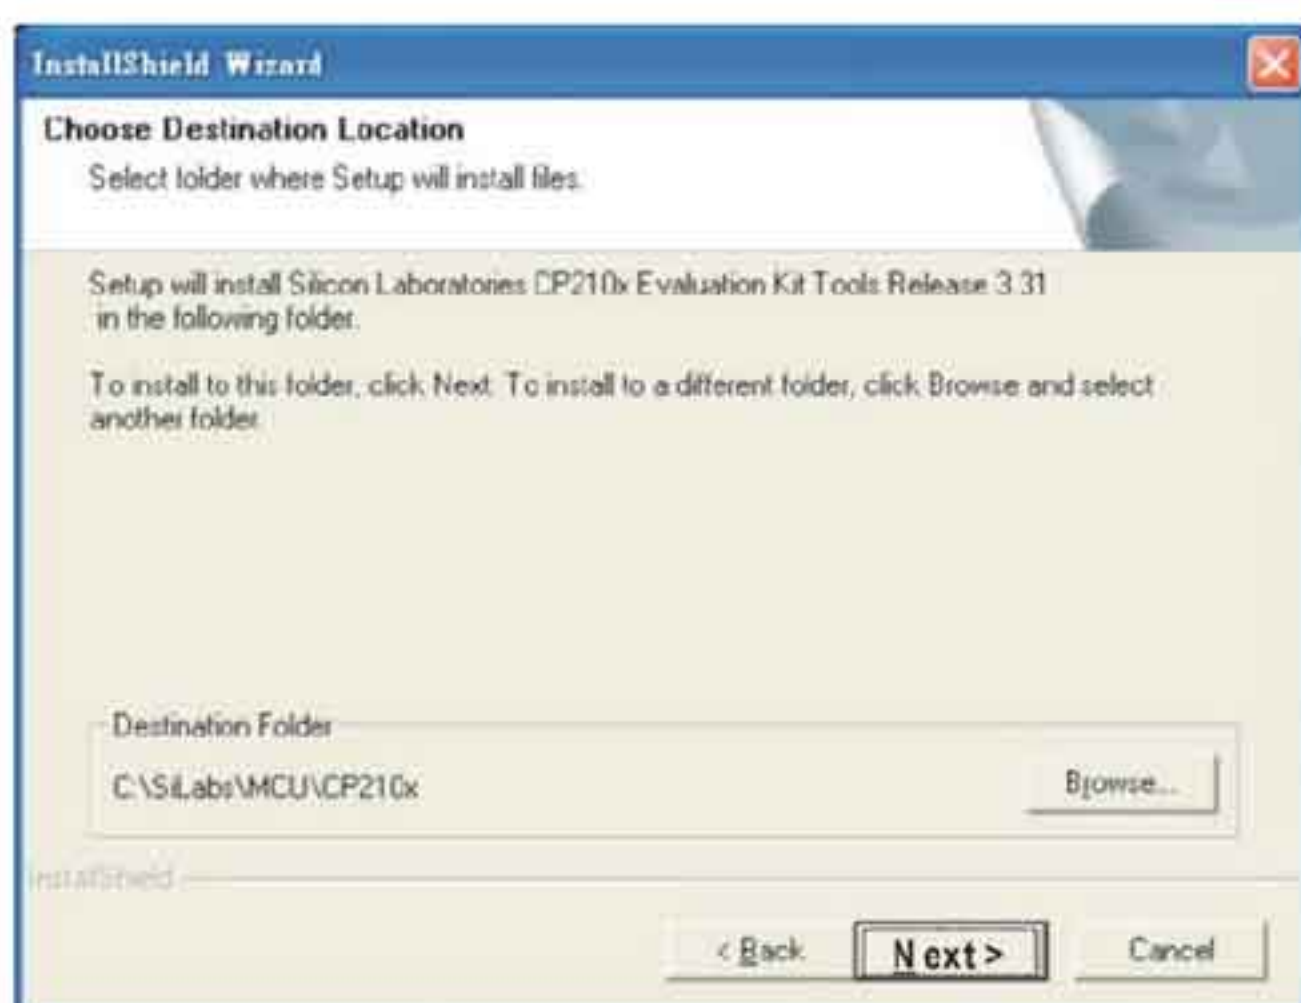 InstallShield Wizard
Choose Destination Location
Select folder where Setup will install files.
Setup will install Silicon Laboratories CP210x Evaluation Kit Tools Release 3.31
in the following folder.
To install to this folder, click Next. To install to a different folder, click Browse and select
another folder.
Destination Folder
C:\SiLabs\MCU\CP210x
Browse...
InstallShield
< Back
Next >
Cancel